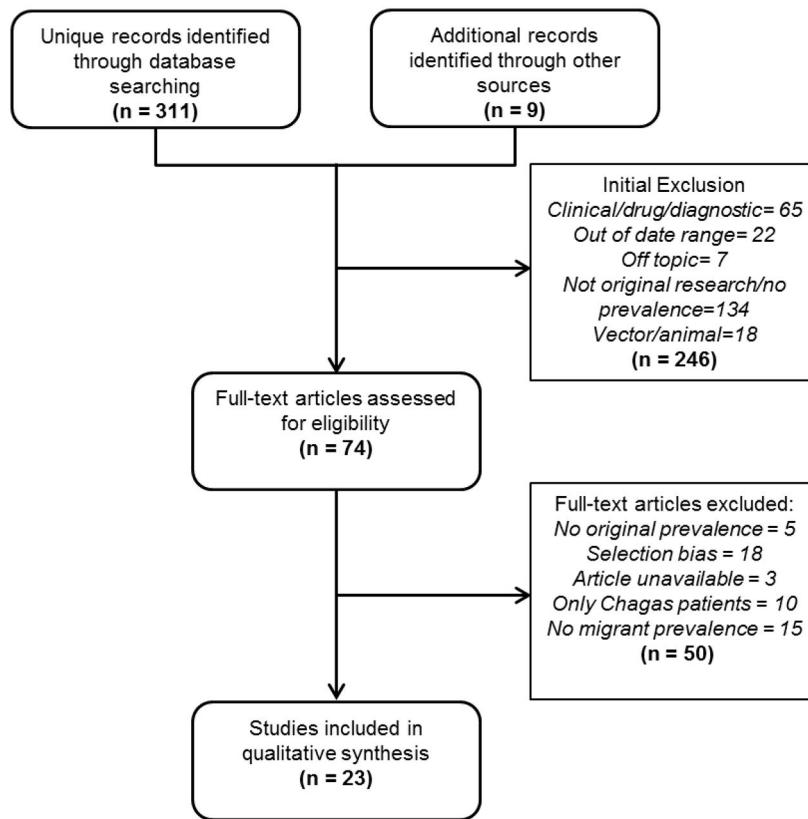 Unique records identified
through database
searching
(n = 311)
Additional records
identified through other
sources
(n = 9)
Initial Exclusion
Clinical/drug/diagnostic= 65
Out of date range= 22
Off topic= 7
Not original research/no
prevalence=134
Vector/animal=18
(n = 246)
Full-text articles assessed
for eligibility
(n = 74)
Full-text articles excluded:
No original prevalence = 5
Selection bias = 18
Article unavailable = 3
Only Chagas patients = 10
No migrant prevalence = 15
(n = 50)
Studies included in
qualitative synthesis
(n = 23)